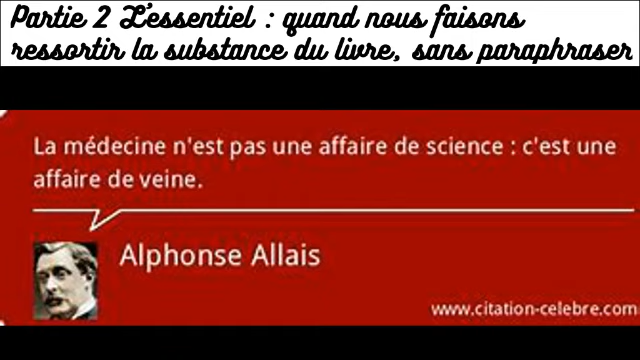 Partie 2 L'essentiel : quand nous faisons
ressortir la substance du livre, sans paraphraser
La médecine n'est pas une affaire de science : c'est une
affaire de veine.
Alphonse Allais
www.citation-celebre.com